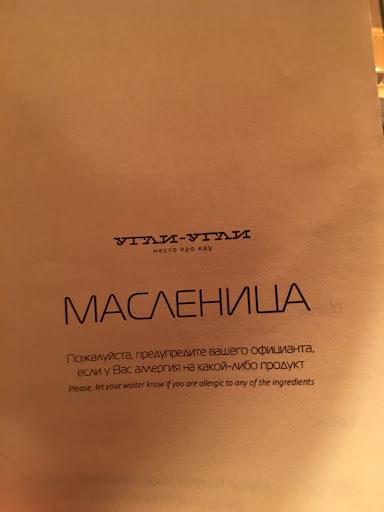 УГЛИ-УГЛИ
место про еду
МАСЛЕНИЦА
Пожалуйста, предупредите вашего официанта,
если у Вас аллергия на какой-либо продукт
Please, let your waiter know if you are allergic to any of the ingredients